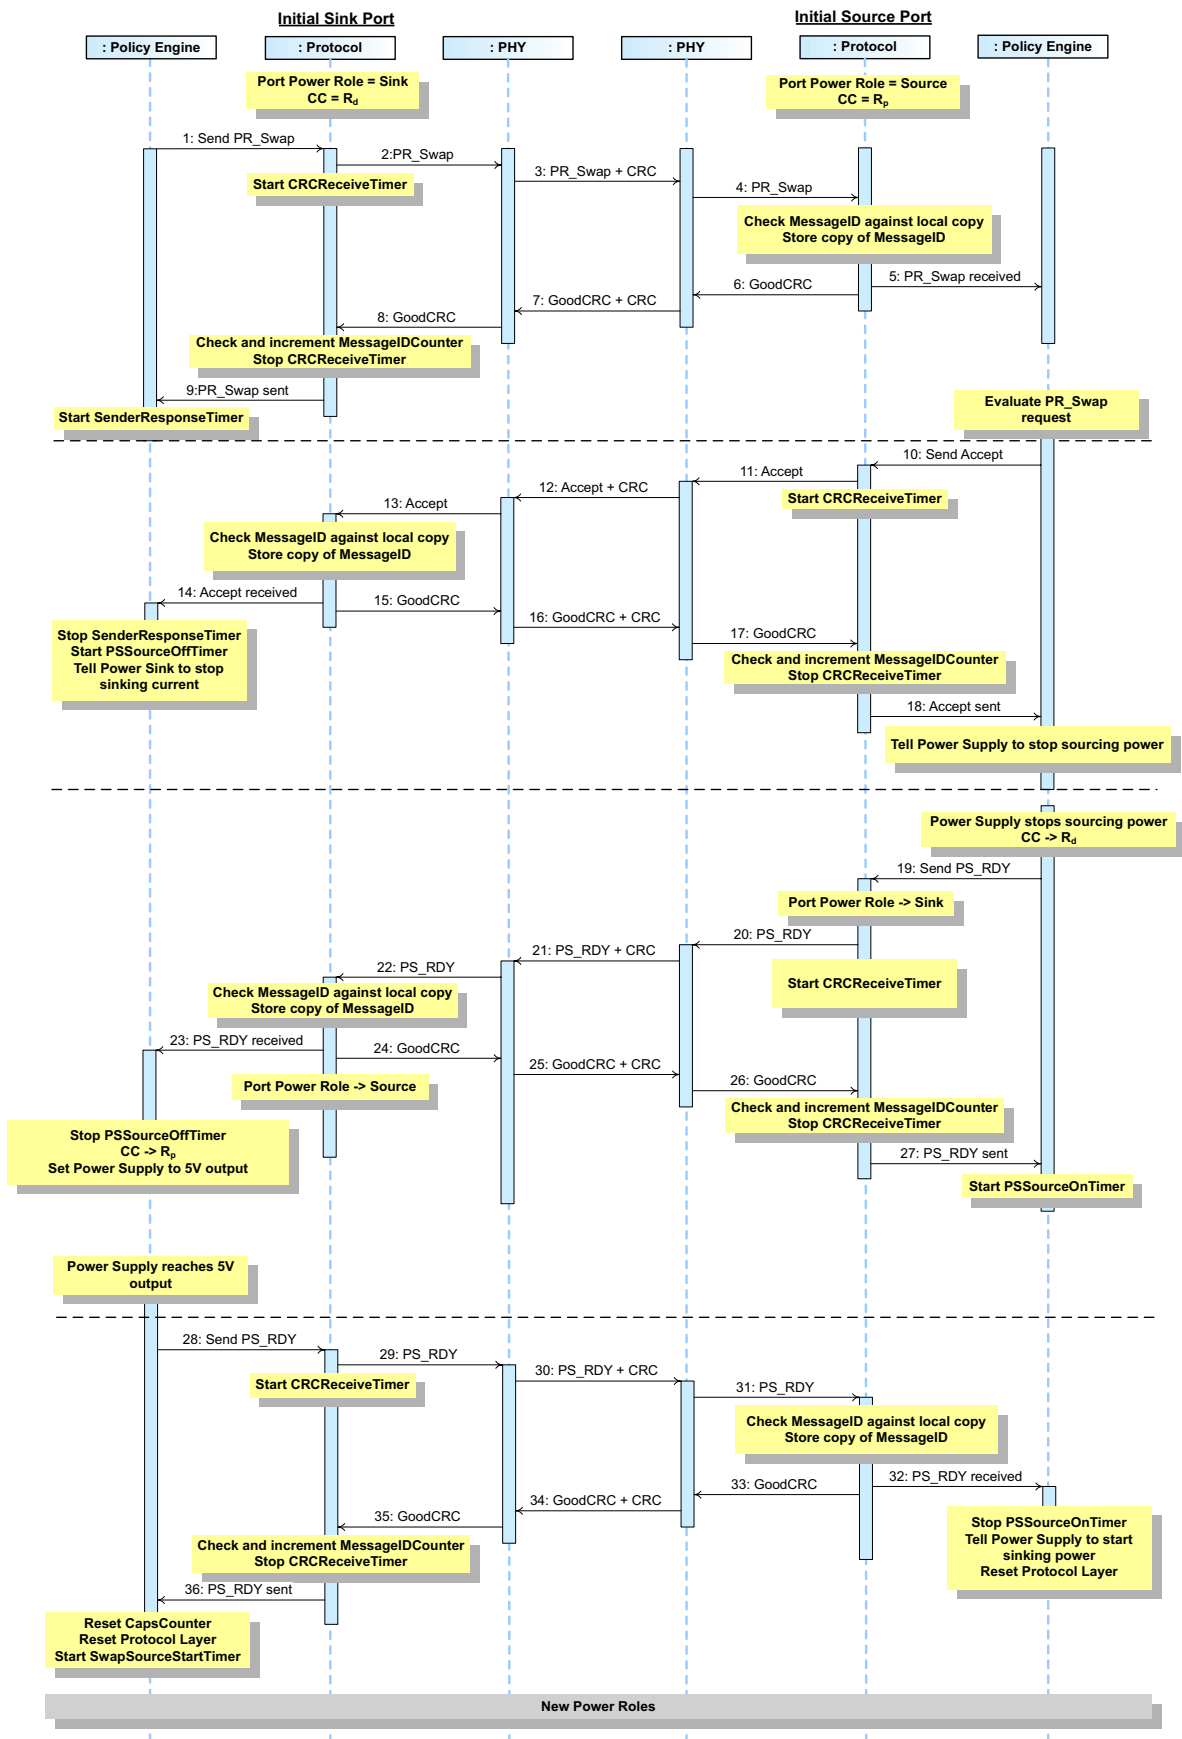 Initial Sink Port
Initial Source Port
: Policy Engine
: Protocol
: PHY
: PHY
: Protocol
: Policy Engine
Port Power Role = Sink
CC = Rd
Port Power Role = Source
CC = Rp
1: Send PR_Swap
2:PR_Swap
Start CRCReceiveTimer
3: PR_Swap + CRC
4: PR_Swap
Check MessageID against local copy
Store copy of MessageID
5: PR_Swap received
6: GoodCRC
7: GoodCRC + CRC
8: GoodCRC
Check and increment MessageIDCounter
Stop CRCReceiveTimer
9:PR_Swap sent
Start SenderResponseTimer
Evaluate PR_Swap
request
10: Send Accept
11: Accept
Start CRCReceiveTimer
12: Accept + CRC
13: Accept
Check MessageID against local copy
Store copy of MessageID
14: Accept received
15: GoodCRC
16: GoodCRC + CRC
17: GoodCRC
Stop SenderResponseTimer
Start PSSourceOffTimer
Tell Power Sink to stop
sinking current
Check and increment MessageIDCounter
Stop CRCReceiveTimer
18: Accept sent
Tell Power Supply to stop sourcing power
Power Supply stops sourcing power
CC -> Rd
19: Send PS_RDY
Port Power Role -> Sink
20: PS_RDY
21: PS_RDY + CRC
22: PS_RDY
Start CRCReceiveTimer
Check MessageID against local copy
Store copy of MessageID
23: PS_RDY received
24: GoodCRC
25: GoodCRC + CRC
26: GoodCRC
Port Power Role -> Source
Check and increment MessageIDCounter
Stop CRCReceiveTimer
Stop PSSourceOffTimer
CC -> Rp
Set Power Supply to 5V output
27: PS_RDY sent
Start PSSourceOnTimer
Power Supply reaches 5V
output
28: Send PS_RDY
29: PS_RDY
Start CRCReceiveTimer
30: PS_RDY + CRC
31: PS_RDY
Check MessageID against local copy
Store copy of MessageID
32: PS_RDY received
33: GoodCRC
34: GoodCRC + CRC
35: GoodCRC
Stop PSSourceOnTimer
Tell Power Supply to start
sinking power
Reset Protocol Layer
Check and increment MessageIDCounter
Stop CRCReceiveTimer
36: PS_RDY sent
Reset CapsCounter
Reset Protocol Layer
Start SwapSourceStartTimer
New Power Roles